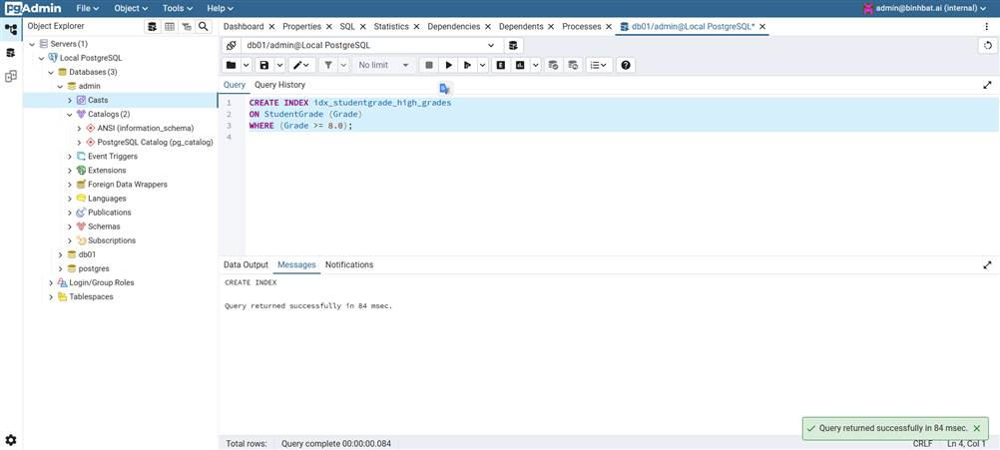 pgAdmin File Object Tools Help admin@binhbat.ai (internal)
Object Explorer
Dashboard Properties SQL Statistics Dependencies Dependents Processes db01/admin@Local PostgreSQL*
Servers (1)
Local PostgreSQL
Databases (3)
admin
Casts
Catalogs (2)
ANSI (information_schema)
PostgreSQL Catalog (pg_catalog)
Event Triggers
Extensions
Foreign Data Wrappers
Languages
Publications
Schemas
Subscriptions
db01
postgres
Login/Group Roles
Tablespaces
db01/admin@Local PostgreSQL
No limit
E
Query Query History
1 CREATE INDEX idx_studentgrade_high_grades
2 ON StudentGrade (Grade)
3 WHERE (Grade >= 8.0);
4
Data Output Messages Notifications
CREATE INDEX
Query returned successfully in 84 msec.
Query returned successfully in 84 msec.
Total rows: Query complete 00:00:00.084 CRLF Ln 4, Col 1